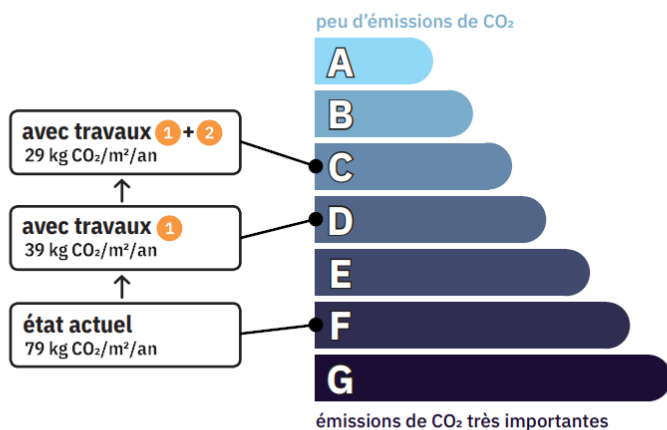 peu d'émissions de CO₂
A
B
avec travaux 1 + 2
29 kg CO₂/m²/an
C
avec travaux 1
39 kg CO₂/m²/an
D
E
état actuel
79 kg CO₂/m²/an
F
G
émissions de CO₂ très importantes